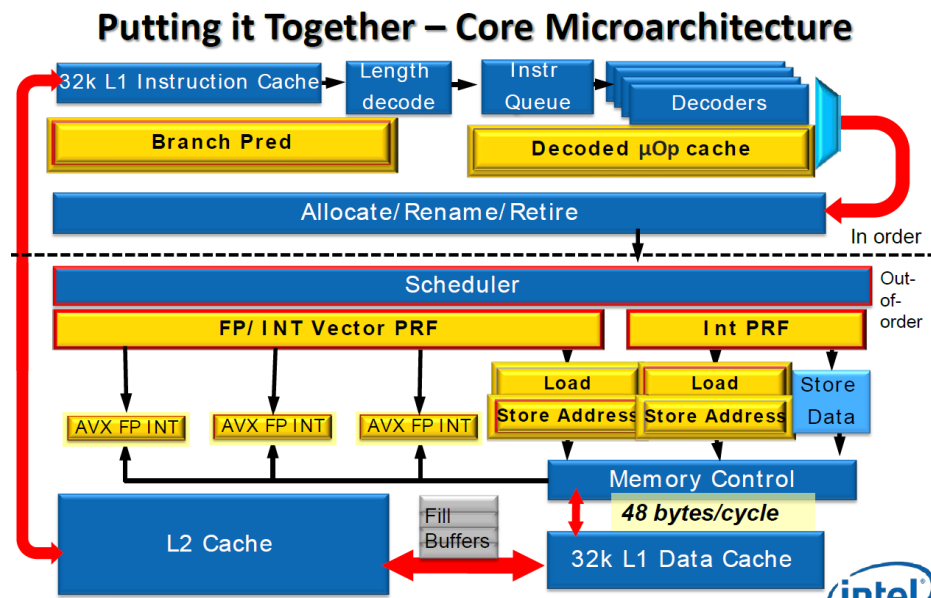 Putting it Together – Core Microarchitecture
32k L1 Instruction Cache
Length
decode
Instr
Queue
Decoders
Branch Pred
Decoded µOp cache
Allocate/Rename/Retire
In order
Scheduler
Out-
of-
order
FP/ INT Vector PRF
Int PRF
Load
Store Address
Load
Store Address
Store
Data
AVX FP INT
AVX FP INT
AVX FP INT
Memory Control
48 bytes/cycle
L2 Cache
Fill
Buffers
32k L1 Data Cache
intel